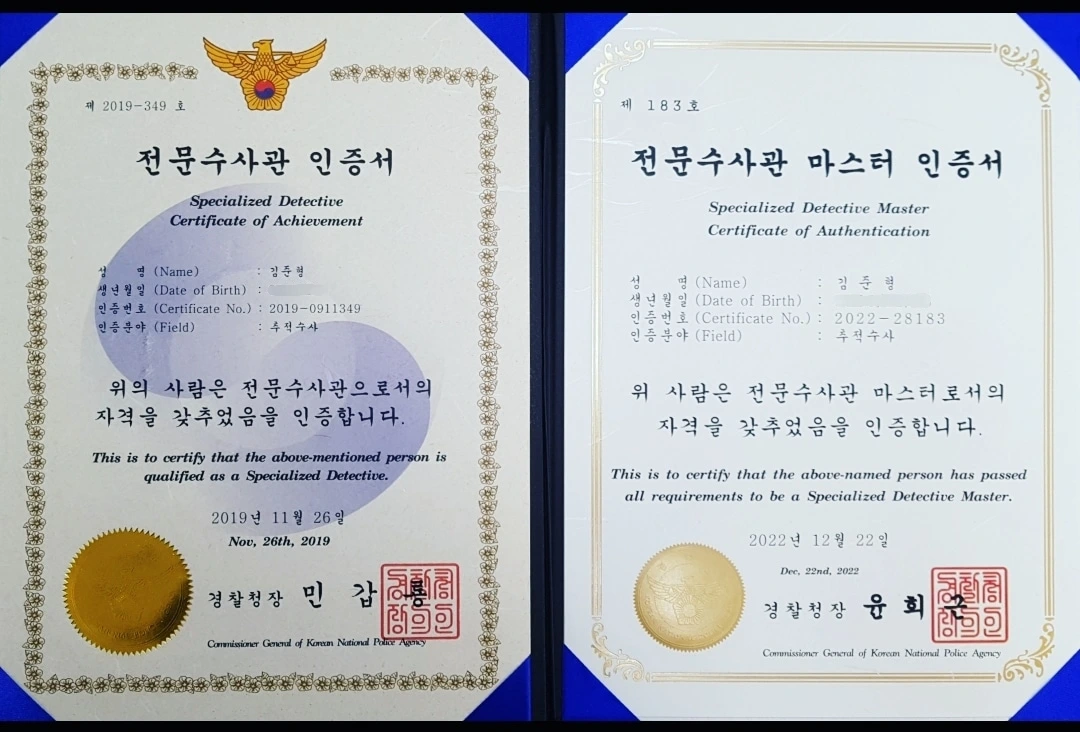 제 2019-349 호
전문수사관 인증서
Specialized Detective
Certificate of Achievement
성 명 (Name) : 김준형
생년월일 (Date of Birth) :
인증번호 (Certificate No.) : 2019-0911349
인증분야 (Field) : 추적수사
위의 사람은 전문수사관으로서의
자격을 갖추었음을 인증합니다.
This is to certify that the above-mentioned person is
qualified as a Specialized Detective.
2019년 11월 26일
Nov, 26th, 2019
경찰청장 민 갑 룡
Commissioner General of Korean National Police Agency
제 183호
전문수사관 마스터 인증서
Specialized Detective Master
Certificate of Authentication
성 명 (Name) : 김 준 형
생년월일 (Date of Birth) :
인증번호 (Certificate No.) : 2022-28183
인증분야 (Field) : 추적수사
위 사람은 전문수사관 마스터로서의
자격을 갖추었음을 인증합니다.
This is to certify that the above-named person has passed
all requirements to be a Specialized Detective Master.
2022년 12월 22일
Dec, 22nd, 2022
경찰청장 윤 희 근
Commissioner General of Korean National Police Agency